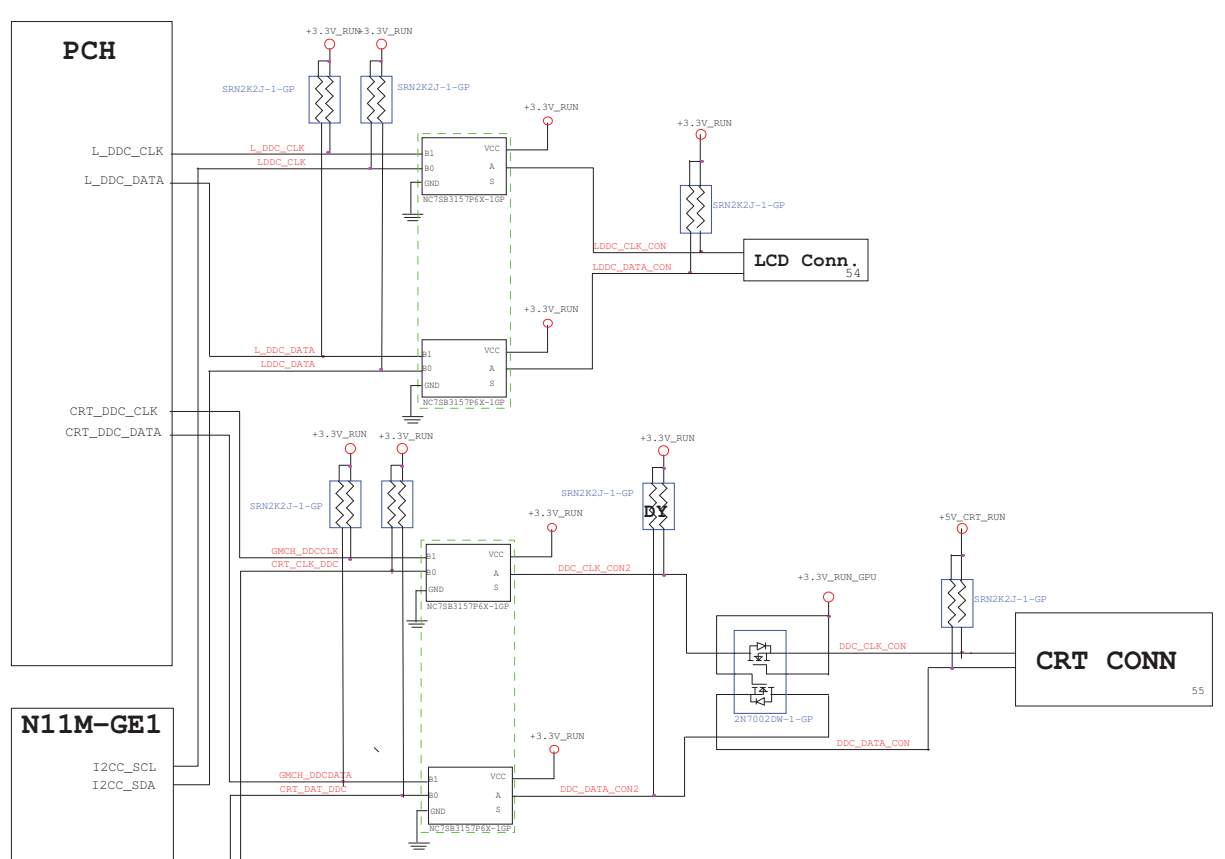 +3.3V_RUN
+3.3V_RUN
PCH
SRN2K2J-1-GP
SRN2K2J-1-GP
+3.3V_RUN
+3.3V_RUN
L_DDC_CLK
L_DDC_CLK
B1
VCC
LDDC_CLK
B0
A
L_DDC_DATA
GND
S
NC7SB3157P6X-1GP
SRN2K2J-1-GP
LDDC_CLK_CON
LDDC_DATA_CON
LCD Conn.
54
+3.3V_RUN
L_DDC_DATA
B1
VCC
LDDC_DATA
B0
A
GND
S
NC7SB3157P6X-1GP
CRT_DDC_CLK
CRT_DDC_DATA
+3.3V_RUN
+3.3V_RUN
+3.3V_RUN
SRN2K2J-1-GP
SRN2K2J-1-GP
DY
+3.3V_RUN
+5V_CRT_RUN
GMCH_DDCCLK
B1
VCC
CRT_CLK_DDC
B0
A
DDC_CLK_CON2
GND
S
NC7SB3157P6X-1GP
+3.3V_RUN_GPU
SRN2K2J-1-GP
DDC_CLK_CON
CRT CONN
55
2N7002DW-1-GP
DDC_DATA_CON
N11M-GE1
+3.3V_RUN
I2CC_SCL
I2CC_SDA
GMCH_DDCDATA
B1
VCC
CRT_DAT_DDC
B0
A
DDC_DATA_CON2
GND
S
NC7SB3157P6X-1GP